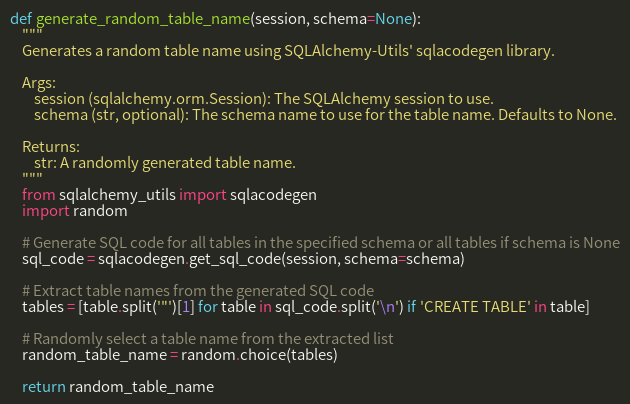 def generate_random_table_name(session, schema=None):
    """
    Generates a random table name using SQLAlchemy-Utils' sqlacodegen library.

    Args:
        session (sqlalchemy.orm.Session): The SQLAlchemy session to use.
        schema (str, optional): The schema name to use for the table name. Defaults to None.

    Returns:
        str: A randomly generated table name.
    """
    from sqlalchemy_utils import sqlacodegen
    import random

    # Generate SQL code for all tables in the specified schema or all tables if schema is None
    sql_code = sqlacodegen.get_sql_code(session, schema=schema)

    # Extract table names from the generated SQL code
    tables = [table.split('"')[1] for table in sql_code.split('\n') if 'CREATE TABLE' in table]

    # Randomly select a table name from the extracted list
    random_table_name = random.choice(tables)

    return random_table_name